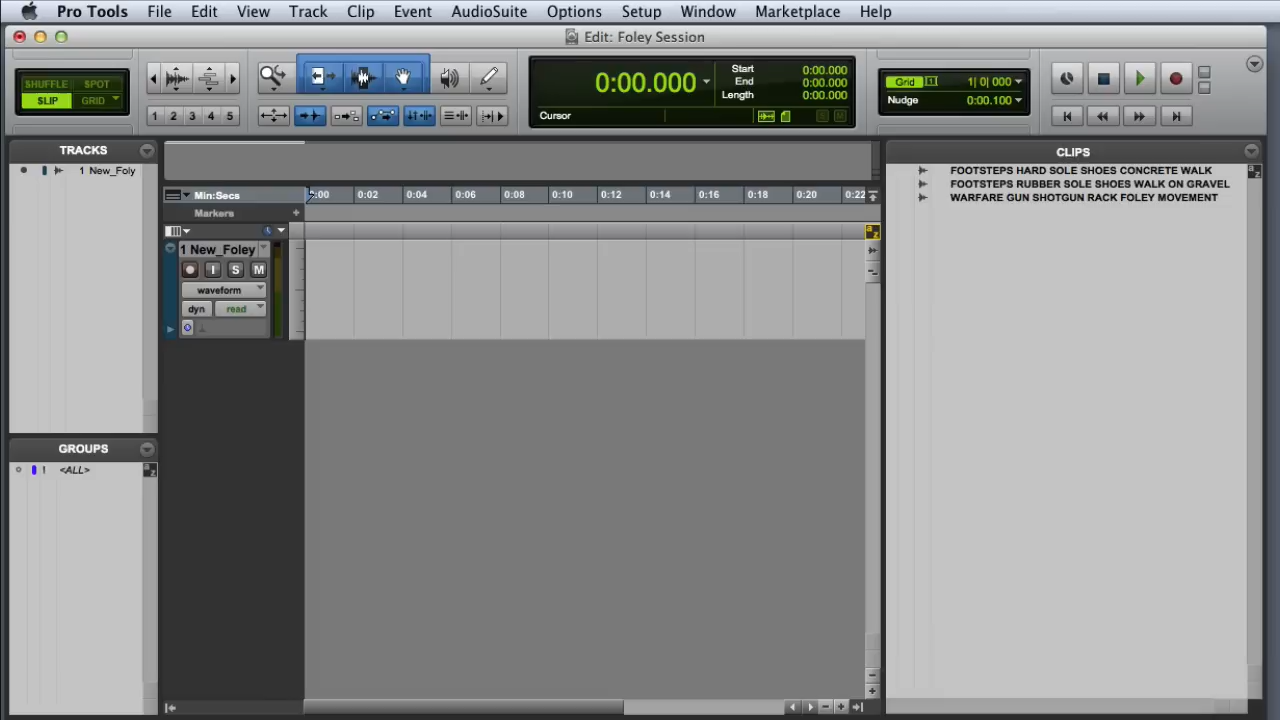 Pro Tools File Edit View Track Clip Event AudioSuite Options Setup Window Marketplace Help
Edit: Foley Session
SHUFFLE SPOT
SLIP GRID
1 2 3 4 5
0:00.000
Start 0:00.000
End 0:00.000
Length 0:00.000
Cursor
Grid 1| 0| 000
Nudge 0:00.100
TRACKS
1 New_Foly
GROUPS
1 <ALL>
Min:Secs 0:00 0:02 0:04 0:06 0:08 0:10 0:12 0:14 0:16 0:18 0:20 0:22
Markers
1 New_Foley
I S M
waveform
dyn read
CLIPS
FOOTSTEPS HARD SOLE SHOES CONCRETE WALK
FOOTSTEPS RUBBER SOLE SHOES WALK ON GRAVEL
WARFARE GUN SHOTGUN RACK FOLEY MOVEMENT